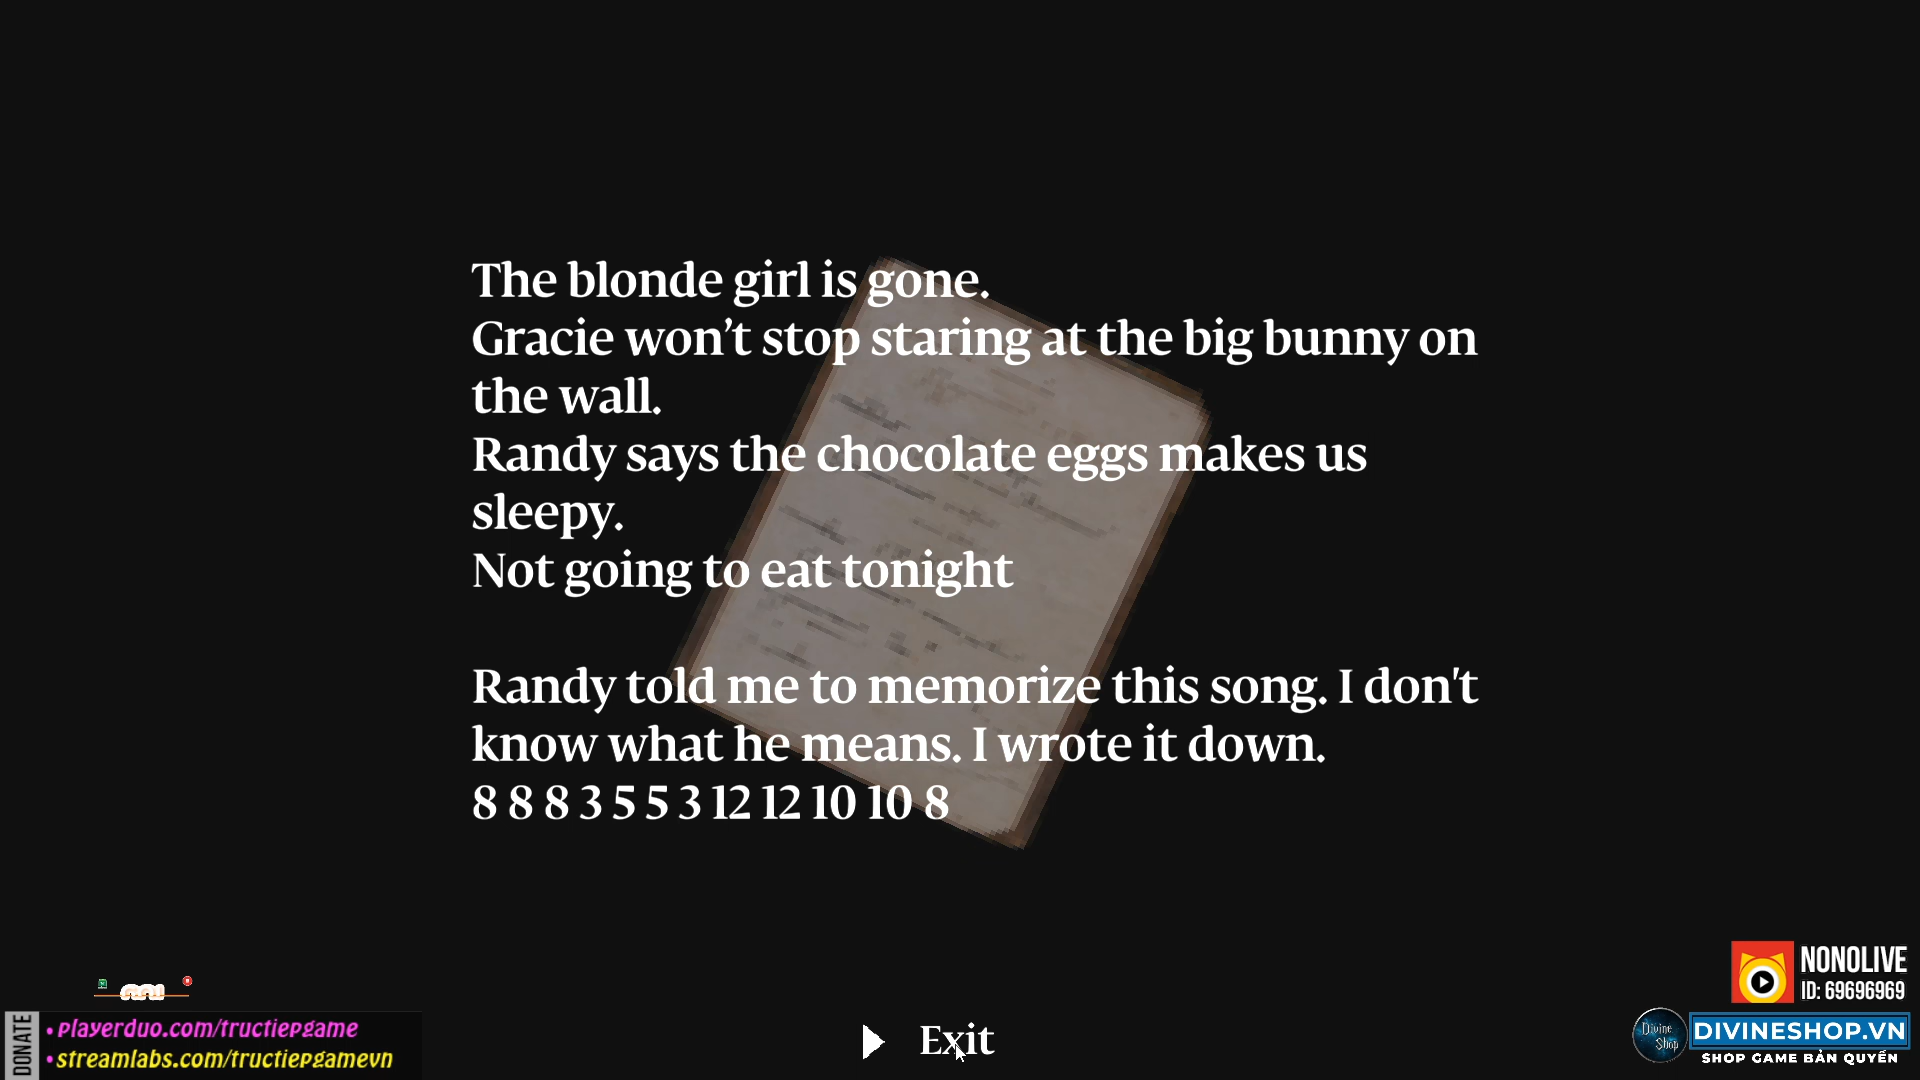 The blonde girl is gone.
Gracie won’t stop staring at the big bunny on
the wall.
Randy says the chocolate eggs makes us
sleepy.
Not going to eat tonight
Randy told me to memorize this song. I don't
know what he means. I wrote it down.
8 8 8 3 5 5 3 12 12 10 10 8
Exit
DONATE
• playerduo.com/tructiepgame
• streamlabs.com/tructiepgamevn
NONOLIVE
ID: 69696969
Divine Shop
DIVINESHOP.VN
SHOP GAME BẢN QUYỀN